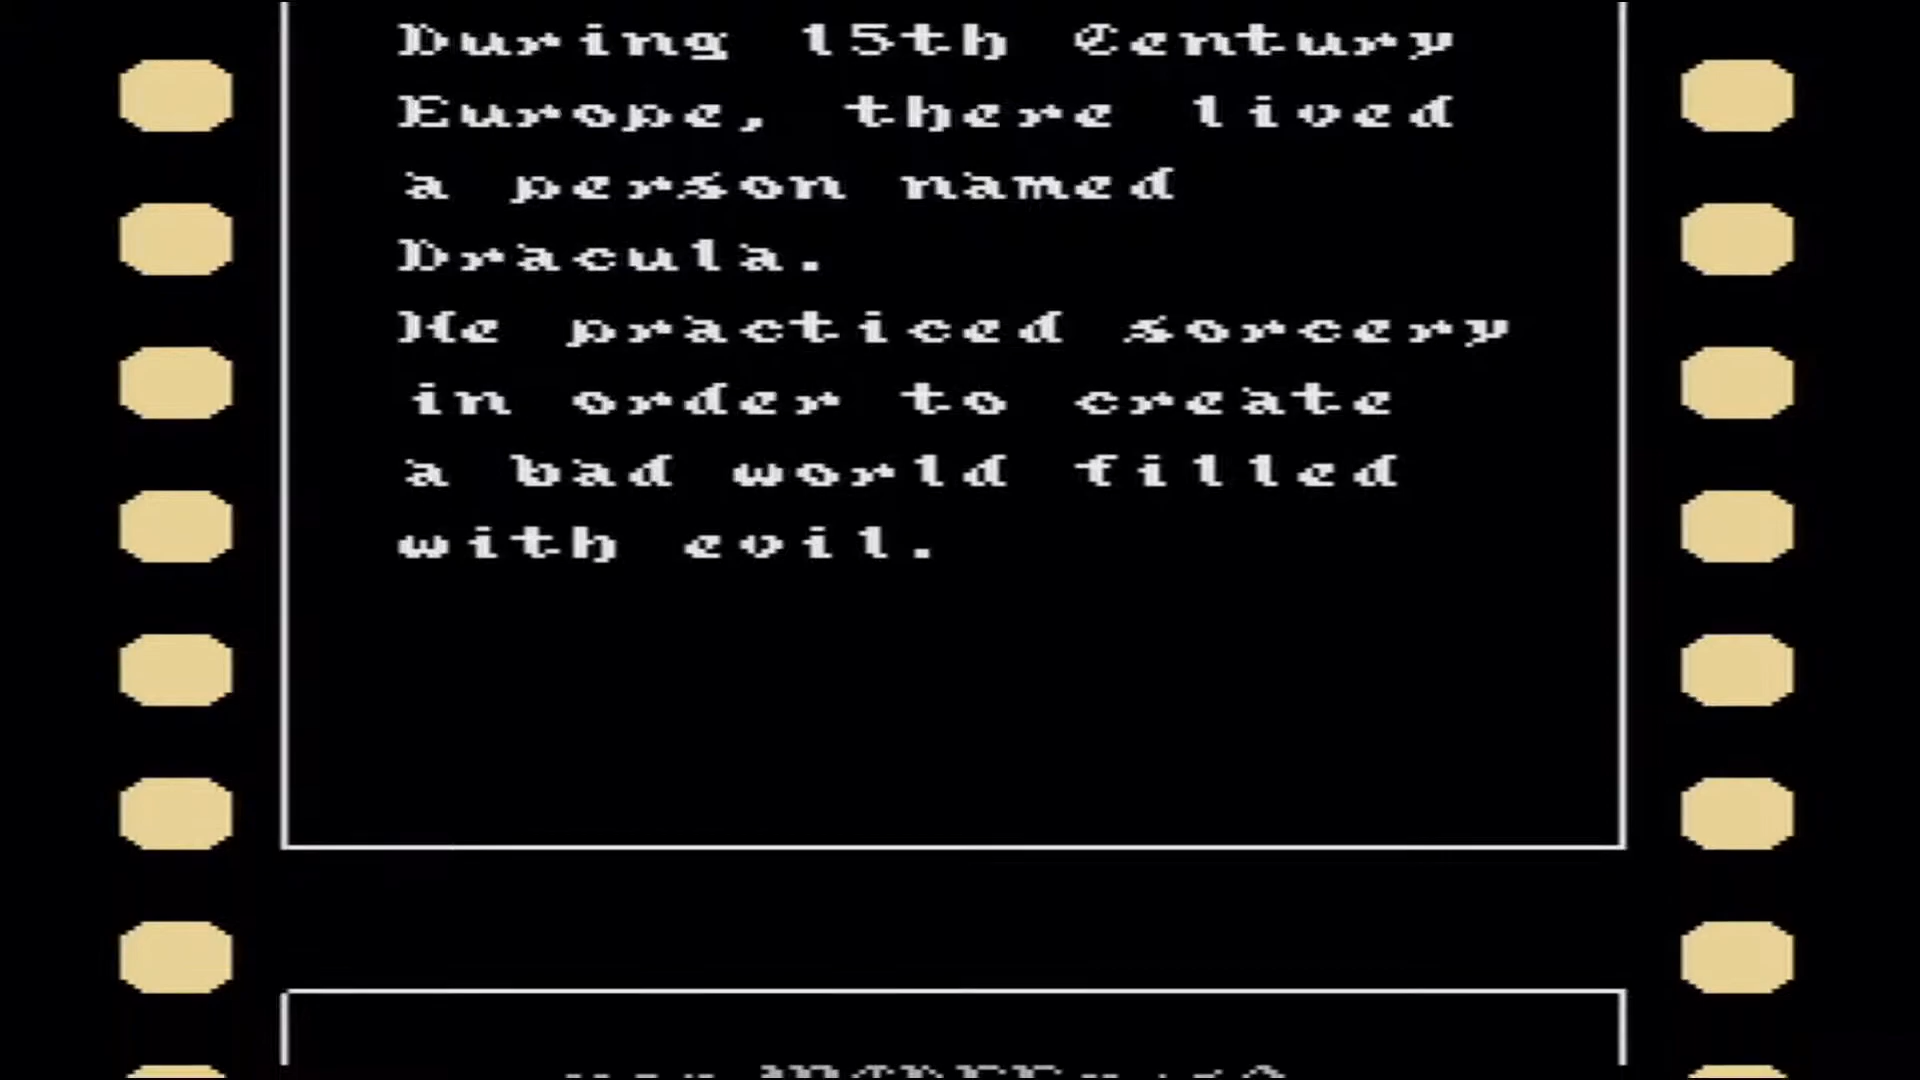 During 15th Century
Europe, there lived
a person named
Dracula.
He practiced sorcery
in order to create
a bad world filled
with evil.